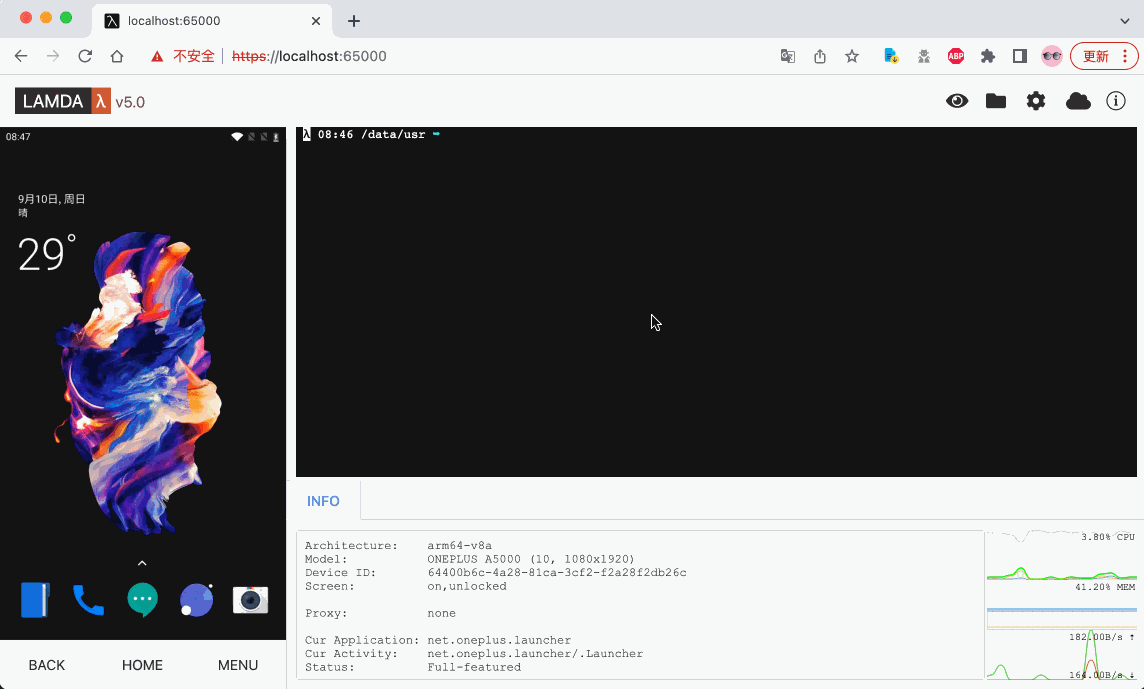 localhost:65000
不安全 https://localhost:65000
ABP
更新
LAMDA λ v5.0
08:47
9月10日, 周日
晴
29°
BACK HOME MENU
λ 08:46 /data/usr ➥
INFO
Architecture: arm64-v8a
Model: ONEPLUS A5000 (10, 1080x1920)
Device ID: 64400b6c-4a28-81ca-3cf2-f2a28f2db26c
Screen: on,unlocked
Proxy: none
Cur Application: net.oneplus.launcher
Cur Activity: net.oneplus.launcher/.Launcher
Status: Full-featured
3.80% CPU
41.20% MEM
182.00B/s ↑
164.00B/s ↓